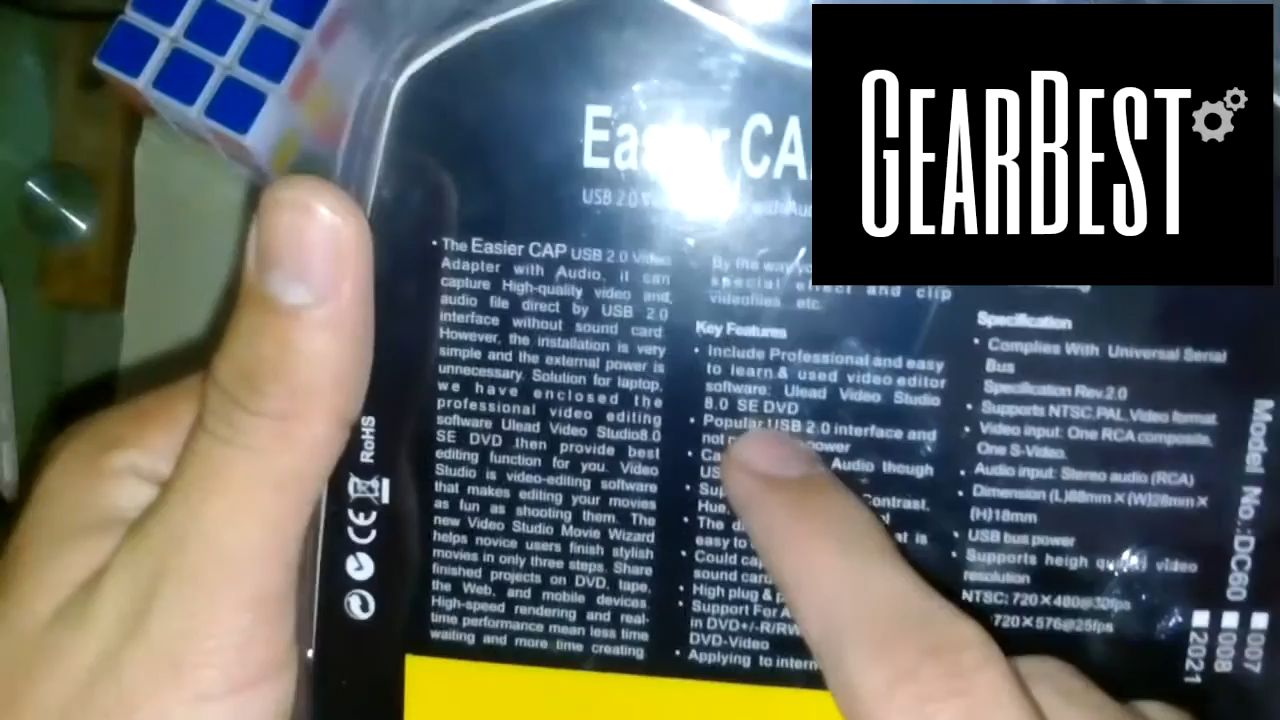 GEARBEST
Easier CA
USB 2.0
• The Easier CAP USB 2.0 Video
Adapter with Audio, it can
capture High-quality video and
audio file direct by USB 2.0
interface without sound card.
However, the installation is very
simple and the external power is
unnecessary. Solution for laptop,
we have enclosed the
professional video editing
software Ulead Video Studio8.0
SE DVD .then provide best
editing function for you. Video
Studio is video-editing software
that makes editing your movies
as fun as shooting them. The
new Video Studio Movie Wizard
helps novice users finish stylish
movies in only three steps. Share
finished projects on DVD, tape,
the Web, and mobile devices.
High-speed rendering and real-
time performance mean less time
waiting and more time creating
By the way
special and clip
videofiles etc.
Key Features
• Include Professional and easy
to learn & used video editor
software: Ulead Video Studio
8.0 SE DVD
• Popular USB 2.0 interface and
not power
• Audio though
• Contrast,
Hue,
• The is
easy to
• Could
sound
• High plug &
• Support For
in DVD+/-R/RW
DVD-Video
• Applying to
Specification
• Complies With Universal Serial
Bus
Specification Rev.2.0
• Supports NTSC,PAL, Video format
• Video input: One RCA composite,
One S-Video.
• Audio input: Stereo audio (RCA)
• Dimension (L)88mm×(W)28mm×
(H)18mm
• USB bus power
• Supports heigh quality video
resolution
NTSC: 720×480@30fps
720×576@25fps
Model No.:DC60
007
008
2021
CE RoHS